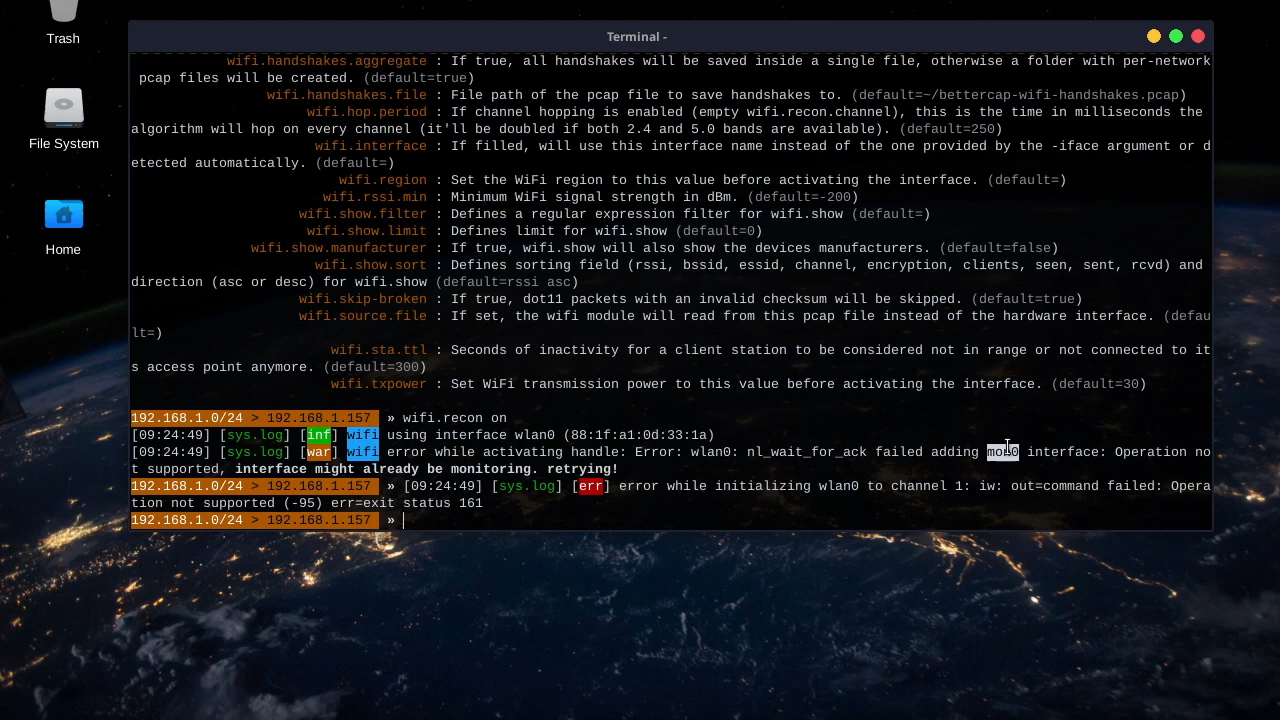 Trash
File System
Home
Terminal -
wifi.handshakes.aggregate : If true, all handshakes will be saved inside a single file, otherwise a folder with per-network
pcap files will be created. (default=true)
wifi.handshakes.file : File path of the pcap file to save handshakes to. (default=~/bettercap-wifi-handshakes.pcap)
wifi.hop.period : If channel hopping is enabled (empty wifi.recon.channel), this is the time in milliseconds the
algorithm will hop on every channel (it'll be doubled if both 2.4 and 5.0 bands are available). (default=250)
wifi.interface : If filled, will use this interface name instead of the one provided by the -iface argument or d
etected automatically. (default=)
wifi.region : Set the WiFi region to this value before activating the interface. (default=)
wifi.rssi.min : Minimum WiFi signal strength in dBm. (default=-200)
wifi.show.filter : Defines a regular expression filter for wifi.show (default=)
wifi.show.limit : Defines limit for wifi.show (default=0)
wifi.show.manufacturer : If true, wifi.show will also show the devices manufacturers. (default=false)
wifi.show.sort : Defines sorting field (rssi, bssid, essid, channel, encryption, clients, seen, sent, rcvd) and
direction (asc or desc) for wifi.show (default=rssi asc)
wifi.skip-broken : If true, dot11 packets with an invalid checksum will be skipped. (default=true)
wifi.source.file : If set, the wifi module will read from this pcap file instead of the hardware interface. (defau
lt=)
wifi.sta.ttl : Seconds of inactivity for a client station to be considered not in range or not connected to it
s access point anymore. (default=300)
wifi.txpower : Set WiFi transmission power to this value before activating the interface. (default=30)
192.168.1.0/24 > 192.168.1.157 » wifi.recon on
[09:24:49] [sys.log] [inf] wifi using interface wlan0 (88:1f:a1:0d:33:1a)
[09:24:49] [sys.log] [war] wifi error while activating handle: Error: wlan0: nl_wait_for_ack failed adding mon0 interface: Operation no
t supported, interface might already be monitoring. retrying!
192.168.1.0/24 > 192.168.1.157 » [09:24:49] [sys.log] [err] error while initializing wlan0 to channel 1: iw: out=command failed: Opera
tion not supported (-95) err=exit status 161
192.168.1.0/24 > 192.168.1.157 »